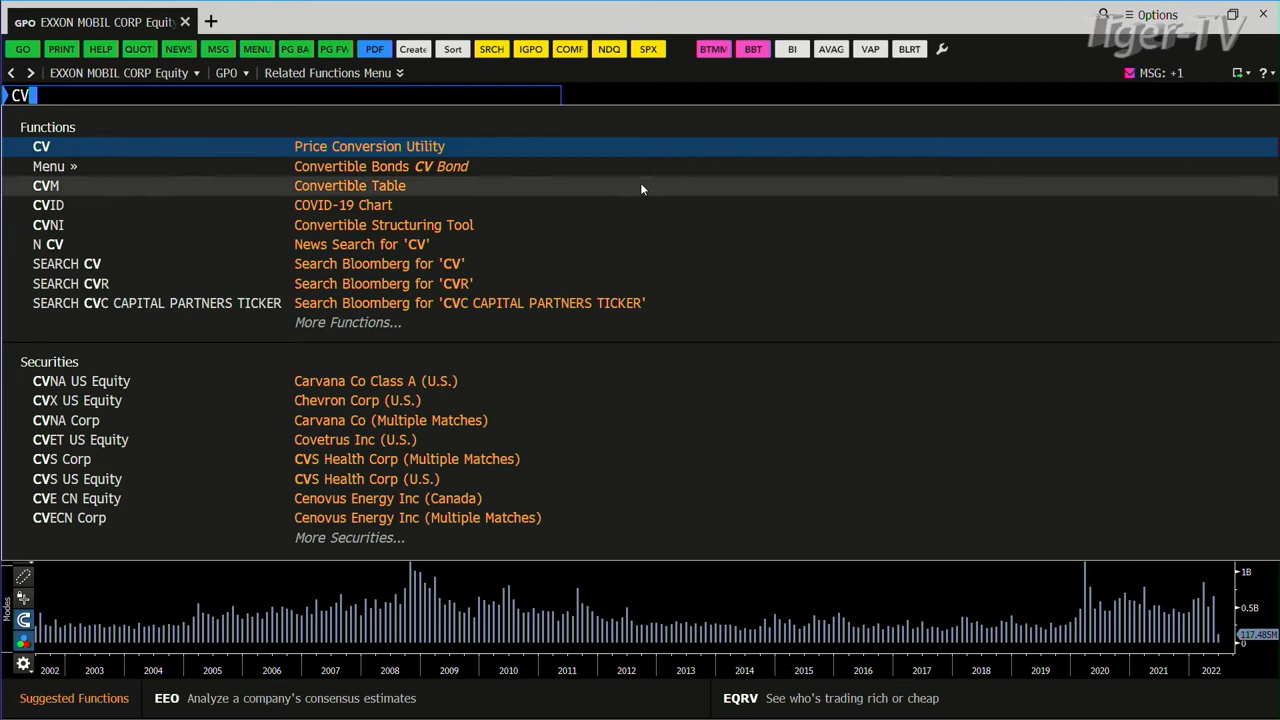 GPO EXXON MOBIL CORP Equity
Options
Tiger-TV
GO PRINT HELP QUOT NEWS MSG MENU PG BA PG FW PDF Create Sort SRCH IGPO COMF NDQ SPX BTMM BBT BI AVAG VAP BLRT
EXXON MOBIL CORP Equity GPO Related Functions Menu MSG: +1 ?
CV
Functions
CV Price Conversion Utility
Menu » Convertible Bonds CV Bond
CVM Convertible Table
CVID COVID-19 Chart
CVNI Convertible Structuring Tool
N CV News Search for 'CV'
SEARCH CV Search Bloomberg for 'CV'
SEARCH CVR Search Bloomberg for 'CVR'
SEARCH CVC CAPITAL PARTNERS TICKER Search Bloomberg for 'CVC CAPITAL PARTNERS TICKER'
More Functions...
Securities
CVNA US Equity Carvana Co Class A (U.S.)
CVX US Equity Chevron Corp (U.S.)
CVNA Corp Carvana Co (Multiple Matches)
CVET US Equity Covetrus Inc (U.S.)
CVS Corp CVS Health Corp (Multiple Matches)
CVS US Equity CVS Health Corp (U.S.)
CVE CN Equity Cenovus Energy Inc (Canada)
CVECN Corp Cenovus Energy Inc (Multiple Matches)
More Securities...
Modes
1B
0.5B
117.485M
0
2002 2003 2004 2005 2006 2007 2008 2009 2010 2011 2012 2013 2014 2015 2016 2017 2018 2019 2020 2021 2022
Suggested Functions EEO Analyze a company's consensus estimates EQRV See who's trading rich or cheap